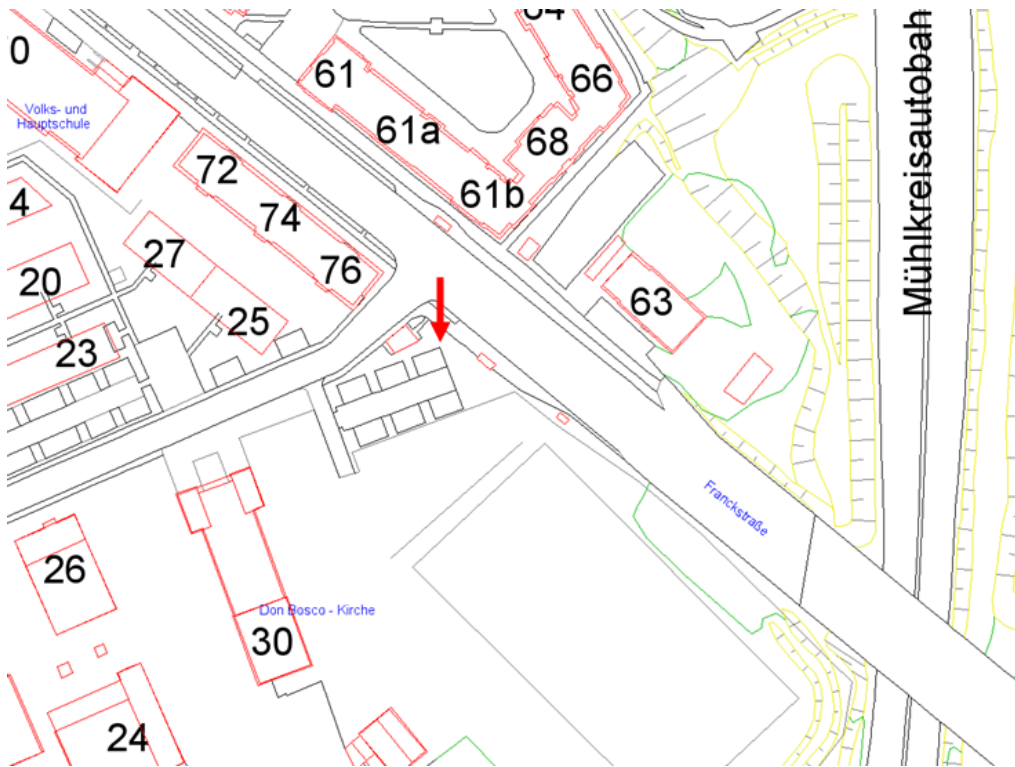 0
Volks- und
Hauptschule
61
61a
61b
66
68
72
74
76
4
20
27
25
23
63
Mühlkreisautobah
Franckstraße
26
Don Bosco - Kirche
30
24